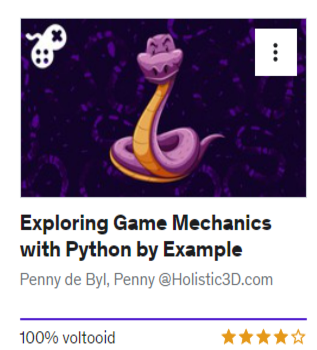 Exploring Game Mechanics
with Python by Example
Penny de Byl, Penny @Holistic3D.com
100% voltooid